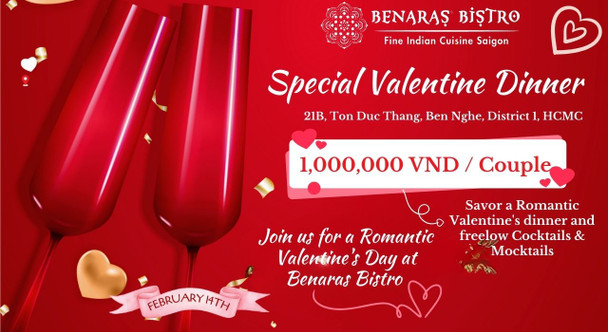 BENARAS BISTRO
Fine Indian Cuisine Saigon
Special Valentine Dinner
21B, Ton Duc Thang, Ben Nghe, District 1, HCMC
1,000,000 VND / Couple
Savor a Romantic
Valentine's dinner and
freelow Cocktails &
Mocktails
Join us for a Romantic
Valentine's Day at
Benaras Bistro
FEBRUARY 14TH